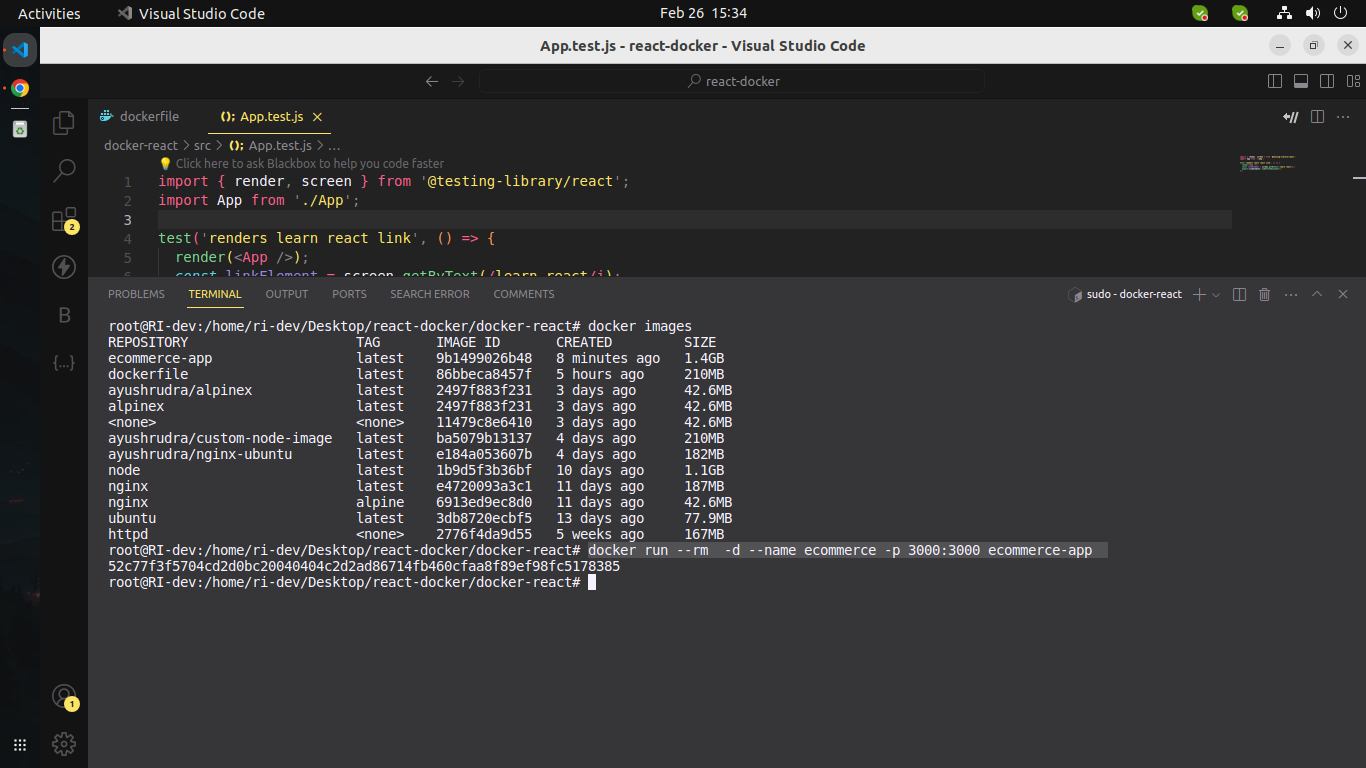 Activities Visual Studio Code Feb 26 15:34
App.test.js - react-docker - Visual Studio Code
react-docker
dockerfile (); App.test.js
docker-react > src > (); App.test.js > ...
Click here to ask Blackbox to help you code faster
1 import { render, screen } from '@testing-library/react';
2 import App from './App';
3
4 test('renders learn react link', () => {
5 render(<App />);
6 const linkElement = screen.getByText(/learn react/i);
2
B
{...}
1
PROBLEMS TERMINAL OUTPUT PORTS SEARCH ERROR COMMENTS sudo - docker-react
root@RI-dev:/home/ri-dev/Desktop/react-docker/docker-react# docker images
REPOSITORY TAG IMAGE ID CREATED SIZE
ecommerce-app latest 9b1499026b48 8 minutes ago 1.4GB
dockerfile latest 86bbeca8457f 5 hours ago 210MB
ayushrudra/alpinex latest 2497f883f231 3 days ago 42.6MB
alpinex latest 2497f883f231 3 days ago 42.6MB
<none> <none> 11479c8e6410 3 days ago 42.6MB
ayushrudra/custom-node-image latest ba5079b13137 4 days ago 210MB
ayushrudra/nginx-ubuntu latest e184a053607b 4 days ago 182MB
node latest 1b9d5f3b36bf 10 days ago 1.1GB
nginx latest e4720093a3c1 11 days ago 187MB
nginx alpine 6913ed9ec8d0 11 days ago 42.6MB
ubuntu latest 3db8720ecbf5 13 days ago 77.9MB
httpd <none> 2776f4da9d55 5 weeks ago 167MB
root@RI-dev:/home/ri-dev/Desktop/react-docker/docker-react# docker run --rm  -d --name ecommerce -p 3000:3000 ecommerce-app
52c77f3f5704cd2d0bc20040404c2d2ad86714fb460cfaa8f89ef98fc5178385
root@RI-dev:/home/ri-dev/Desktop/react-docker/docker-react#